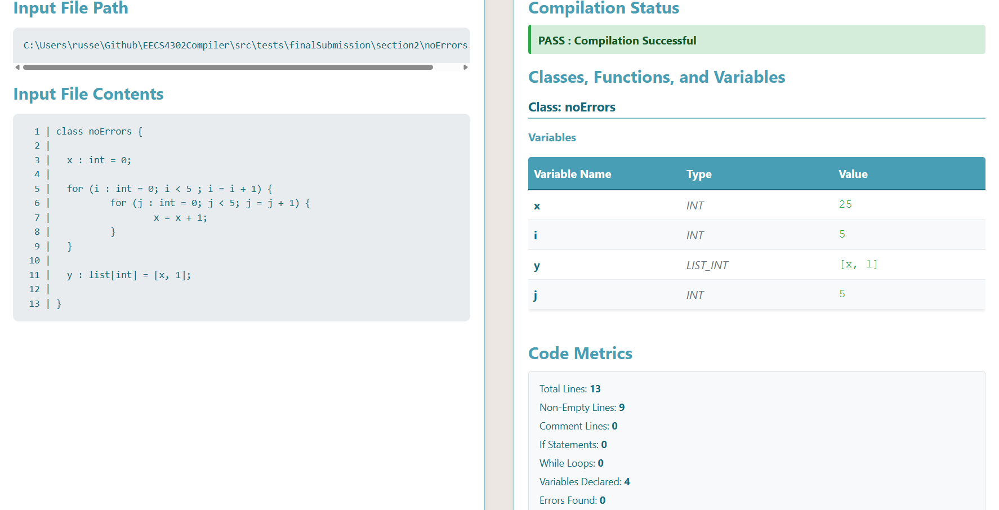 Input File Path
C:\Users\russe\Github\EECS4302Compiler\src\tests\finalSubmission\section2\noErrors.
Input File Contents
1 | class noErrors {
2 |
3 |   x : int = 0;
4 |
5 |   for (i : int = 0; i < 5 ; i = i + 1) {
6 |           for (j : int = 0; j < 5; j = j + 1) {
7 |                   x = x + 1;
8 |           }
9 |   }
10 |
11 |   y : list[int] = [x, 1];
12 |
13 | }
Compilation Status
PASS : Compilation Successful
Classes, Functions, and Variables
Class: noErrors
Variables
Variable Name Type Value
x INT 25
i INT 5
y LIST_INT [x, 1]
j INT 5
Code Metrics
Total Lines: 13
Non-Empty Lines: 9
Comment Lines: 0
If Statements: 0
While Loops: 0
Variables Declared: 4
Errors Found: 0